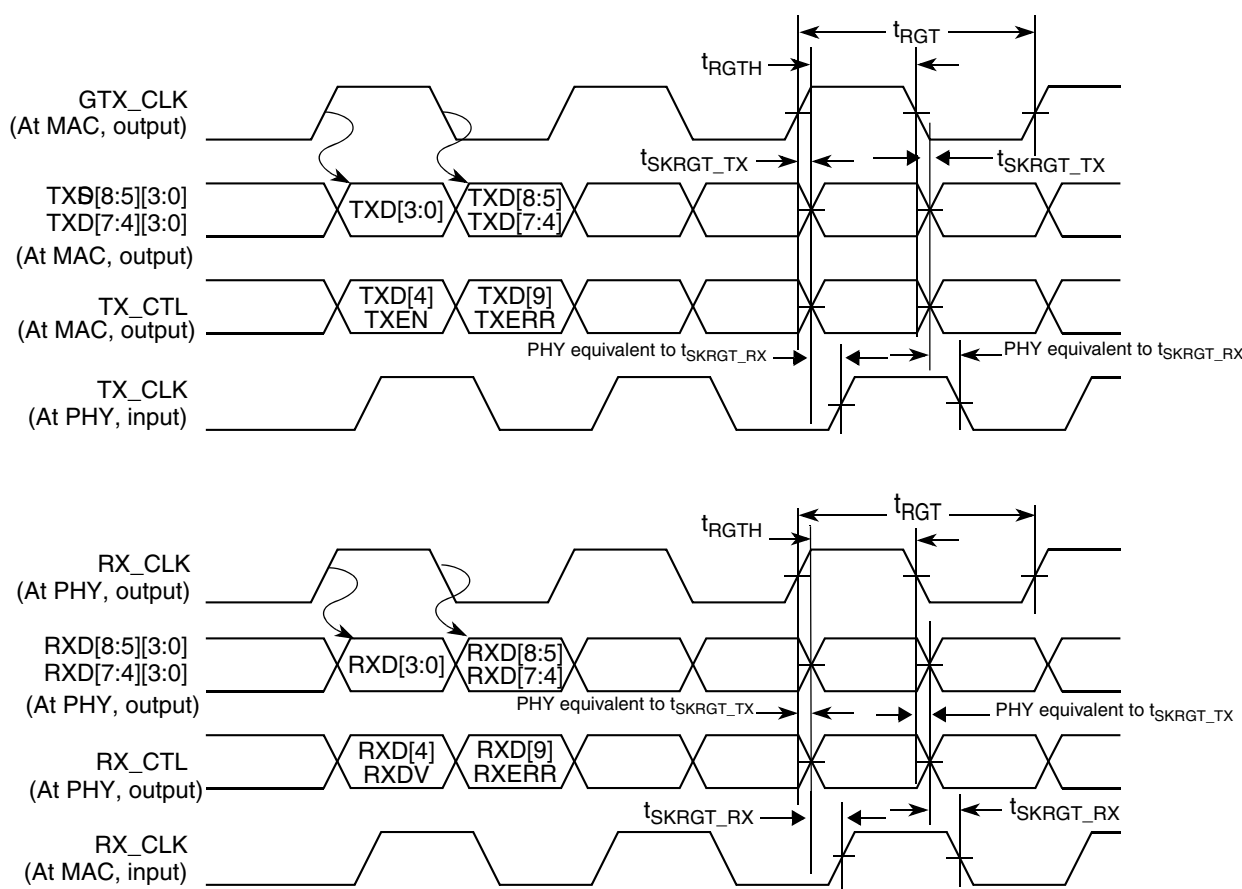 tRGT
tRGTH
GTX_CLK
(At MAC, output)
tSKRGT_TX
tSKRGT_TX
[8:5][3:0]
TXD[7:4][3:0]
(At MAC, output)
TXD[3:0]
TXD[8:5]
TXD[7:4]
TX_CTL
(At MAC, output)
TXD[4]
TXEN
TXD[9]
TXERR
PHY equivalent to tSKRGT_RX
PHY equivalent to tSKRGT_RX
TX_CLK
(At PHY, input)
tRGT
tRGTH
RX_CLK
(At PHY, output)
RXD[8:5][3:0]
RXD[7:4][3:0]
(At PHY, output)
RXD[3:0]
RXD[8:5]
RXD[7:4]
PHY equivalent to tSKRGT_TX
PHY equivalent to tSKRGT_TX
RX_CTL
(At PHY, output)
RXD[4]
RXDV
RXD[9]
RXERR
tSKRGT_RX
tSKRGT_RX
RX_CLK
(At MAC, input)